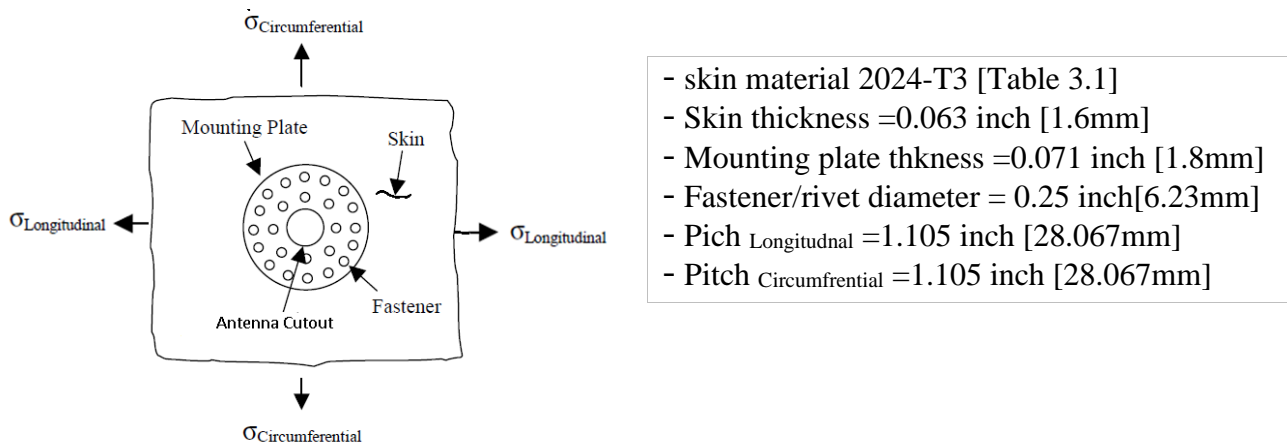 σCircumferential
Mounting Plate
Skin
σLongitudinal
σLongitudinal
Fastener
Antenna Cutout
σCircumferential
- skin material 2024-T3 [Table 3.1]
- Skin thickness =0.063 inch [1.6mm]
- Mounting plate thkness =0.071 inch [1.8mm]
- Fastener/rivet diameter = 0.25 inch[6.23mm]
- Pich Longitudnal =1.105 inch [28.067mm]
- Pitch Circumfrential =1.105 inch [28.067mm]